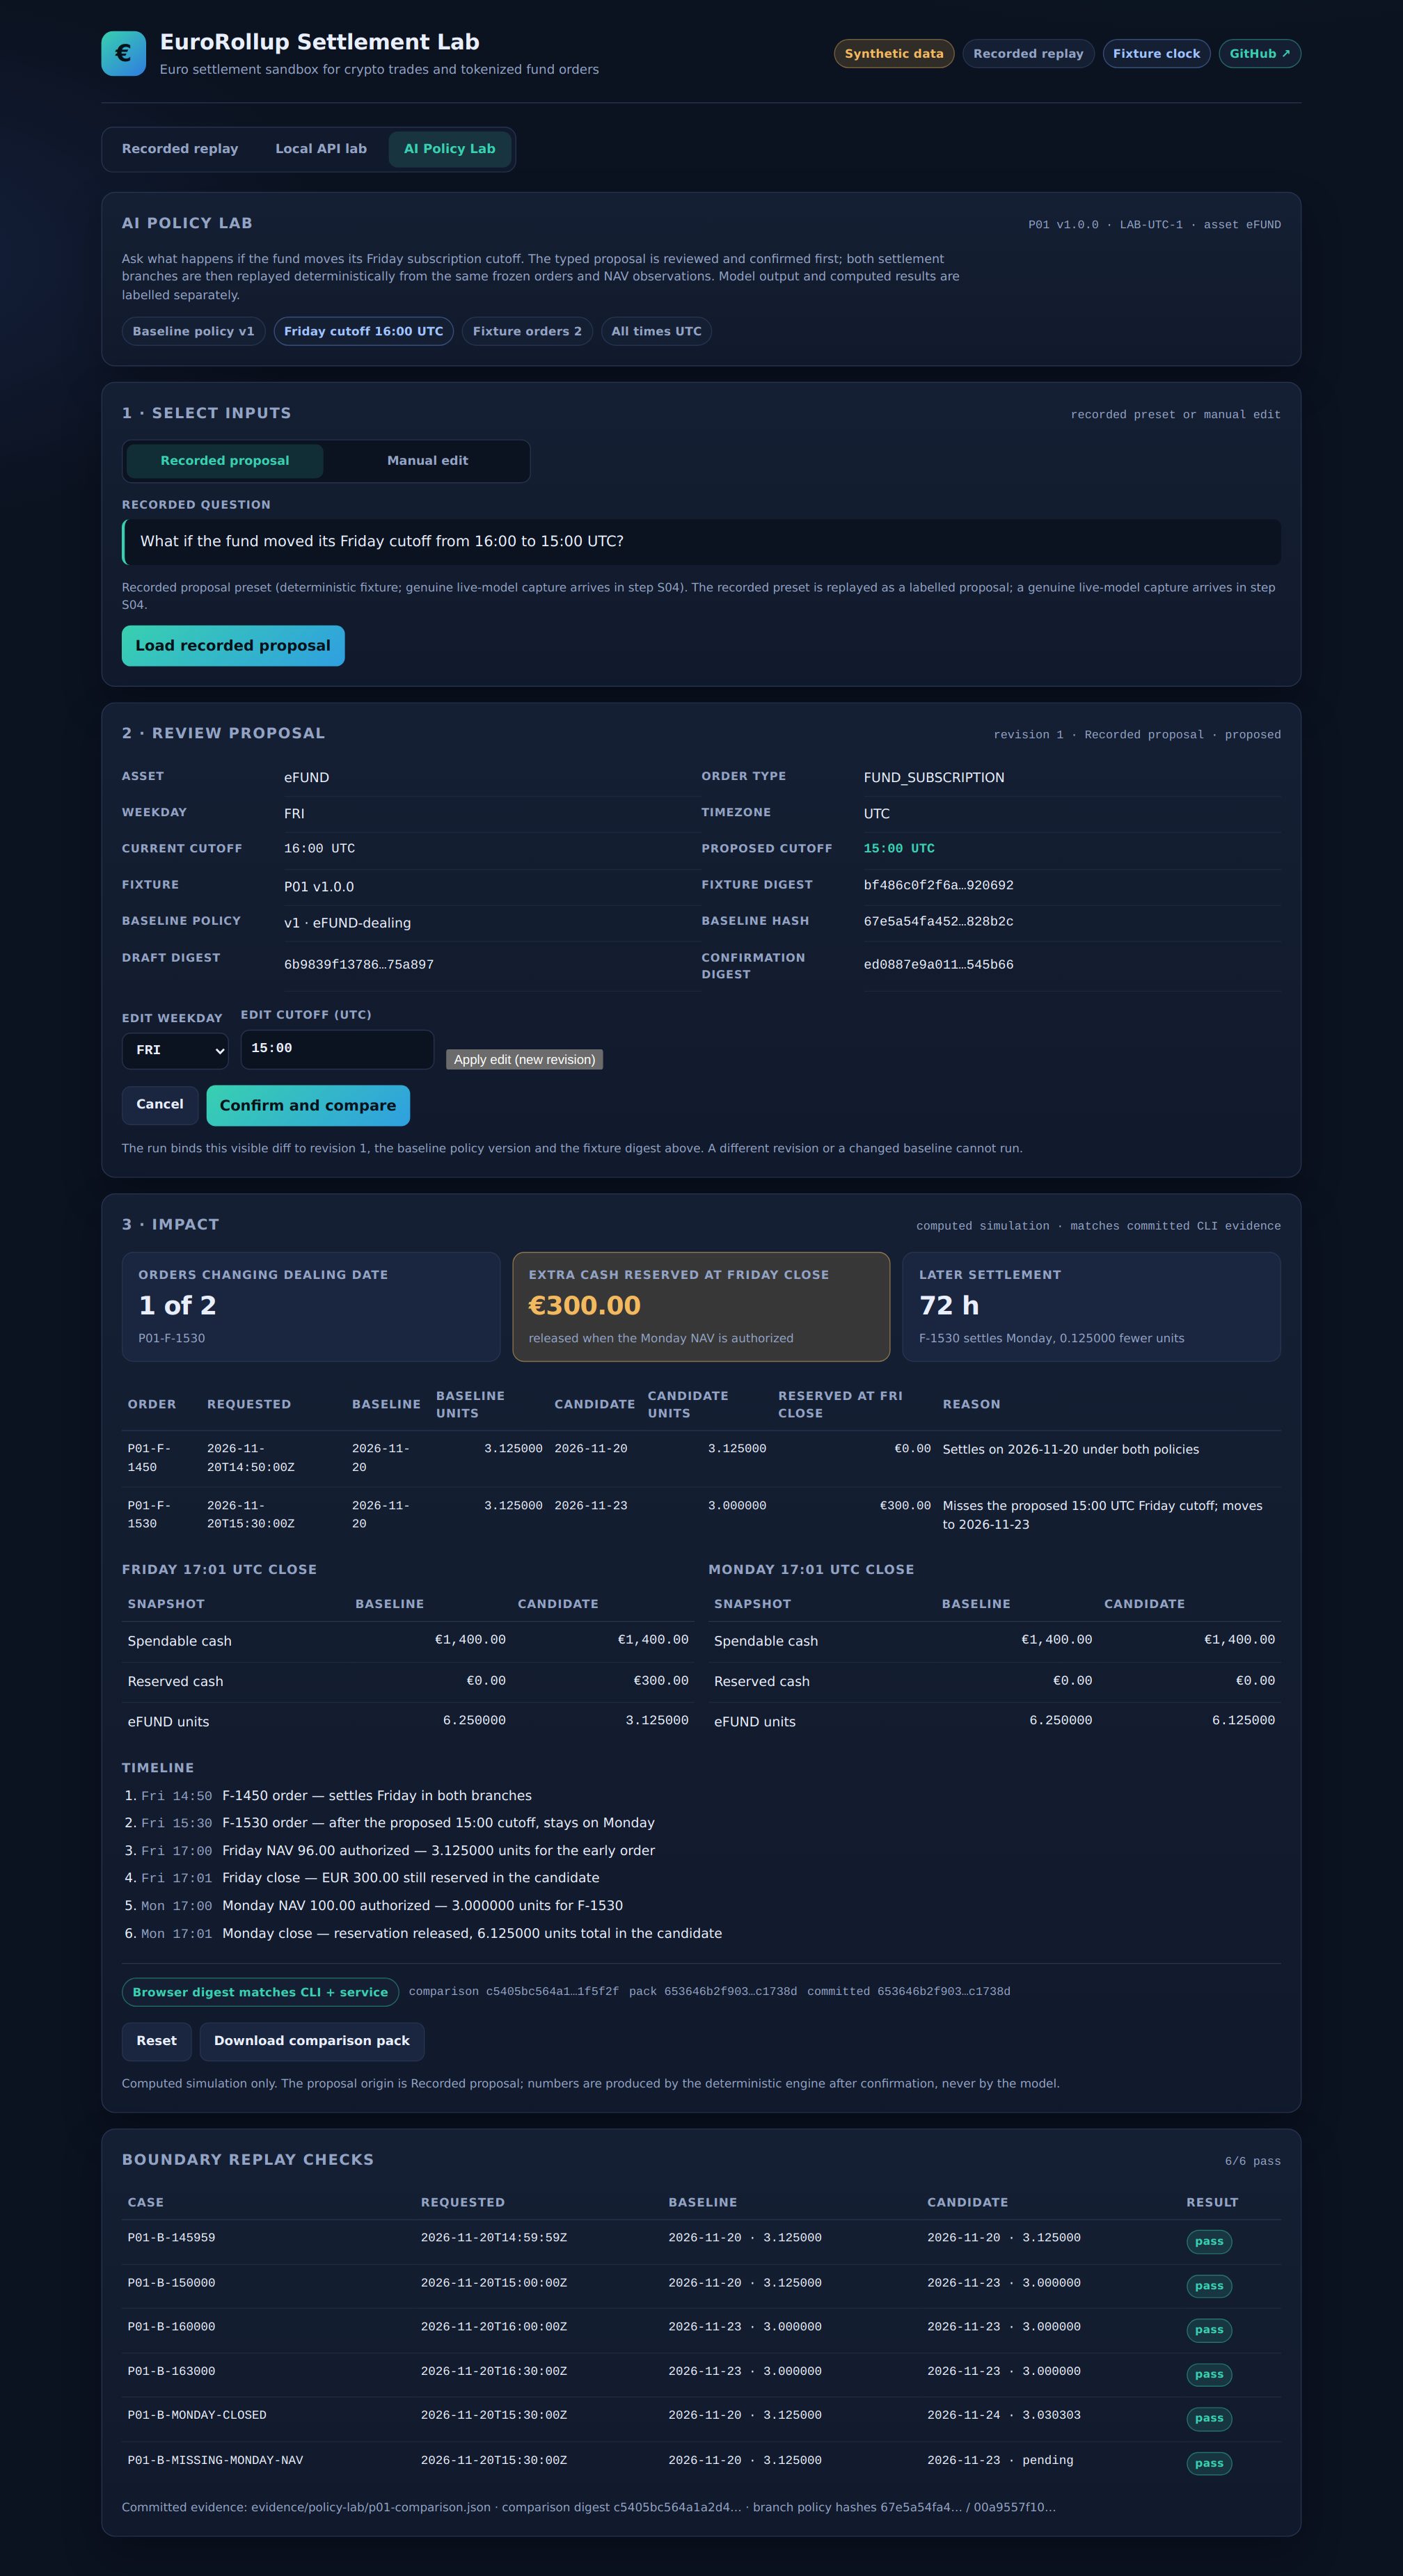 €
EuroRollup Settlement Lab
Euro settlement sandbox for crypto trades and tokenized fund orders
Synthetic data
Recorded replay
Fixture clock
GitHub ↗
Recorded replay
Local API lab
AI Policy Lab
AI POLICY LAB
P01 v1.0.0 · LAB-UTC-1 · asset eFUND
Ask what happens if the fund moves its Friday subscription cutoff. The typed proposal is reviewed and confirmed first; both settlement
branches are then replayed deterministically from the same frozen orders and NAV observations. Model output and computed results are
labelled separately.
Baseline policy v1
Friday cutoff 16:00 UTC
Fixture orders 2
All times UTC
1 · SELECT INPUTS
recorded preset or manual edit
Recorded proposal
Manual edit
RECORDED QUESTION
What if the fund moved its Friday cutoff from 16:00 to 15:00 UTC?
Recorded proposal preset (deterministic fixture; genuine live-model capture arrives in step S04). The recorded preset is replayed as a labelled proposal; a genuine live-model capture arrives in step
S04.
Load recorded proposal
2 · REVIEW PROPOSAL
revision 1 · Recorded proposal · proposed
ASSET eFUND ORDER TYPE FUND_SUBSCRIPTION
WEEKDAY FRI TIMEZONE UTC
CURRENT CUTOFF 16:00 UTC PROPOSED CUTOFF 15:00 UTC
FIXTURE P01 v1.0.0 FIXTURE DIGEST bf486c0f2f6a…920692
BASELINE POLICY v1 · eFUND-dealing BASELINE HASH 67e5a54fa452…828b2c
DRAFT DIGEST 6b9839f13786…75a897 CONFIRMATION
DIGEST ed0887e9a011…545b66
EDIT WEEKDAY EDIT CUTOFF (UTC)
FRI 15:00 Apply edit (new revision)
Cancel Confirm and compare
The run binds this visible diff to revision 1, the baseline policy version and the fixture digest above. A different revision or a changed baseline cannot run.
3 · IMPACT
computed simulation · matches committed CLI evidence
ORDERS CHANGING DEALING DATE
1 of 2
P01-F-1530
EXTRA CASH RESERVED AT FRIDAY CLOSE
€300.00
released when the Monday NAV is authorized
LATER SETTLEMENT
72 h
F-1530 settles Monday, 0.125000 fewer units
ORDER REQUESTED BASELINE BASELINE UNITS CANDIDATE CANDIDATE UNITS RESERVED AT FRI CLOSE REASON
P01-F- 2026-11- 2026-11- 3.125000 2026-11-20 3.125000 €0.00 Settles on 2026-11-20 under both policies
1450 20T14:50:00Z 20
P01-F- 2026-11- 2026-11- 3.125000 2026-11-23 3.000000 €300.00 Misses the proposed 15:00 UTC Friday cutoff; moves
1530 20T15:30:00Z 20 to 2026-11-23
FRIDAY 17:01 UTC CLOSE
SNAPSHOT BASELINE CANDIDATE
Spendable cash €1,400.00 €1,400.00
Reserved cash €0.00 €300.00
eFUND units 6.250000 3.125000
MONDAY 17:01 UTC CLOSE
SNAPSHOT BASELINE CANDIDATE
Spendable cash €1,400.00 €1,400.00
Reserved cash €0.00 €0.00
eFUND units 6.250000 6.125000
TIMELINE
1. Fri 14:50 F-1450 order — settles Friday in both branches
2. Fri 15:30 F-1530 order — after the proposed 15:00 cutoff, stays on Monday
3. Fri 17:00 Friday NAV 96.00 authorized — 3.125000 units for the early order
4. Fri 17:01 Friday close — EUR 300.00 still reserved in the candidate
5. Mon 17:00 Monday NAV 100.00 authorized — 3.000000 units for F-1530
6. Mon 17:01 Monday close — reservation released, 6.125000 units total in the candidate
Browser digest matches CLI + service comparison c5405bc564a1…1f5f2f pack 653646b2f903…c1738d committed 653646b2f903…c1738d
Reset Download comparison pack
Computed simulation only. The proposal origin is Recorded proposal; numbers are produced by the deterministic engine after confirmation, never by the model.
BOUNDARY REPLAY CHECKS
6/6 pass
CASE REQUESTED BASELINE CANDIDATE RESULT
P01-B-145959 2026-11-20T14:59:59Z 2026-11-20 · 3.125000 2026-11-20 · 3.125000 pass
P01-B-150000 2026-11-20T15:00:00Z 2026-11-20 · 3.125000 2026-11-23 · 3.000000 pass
P01-B-160000 2026-11-20T16:00:00Z 2026-11-23 · 3.000000 2026-11-23 · 3.000000 pass
P01-B-163000 2026-11-20T16:30:00Z 2026-11-23 · 3.000000 2026-11-23 · 3.000000 pass
P01-B-MONDAY-CLOSED 2026-11-20T15:30:00Z 2026-11-20 · 3.125000 2026-11-24 · 3.030303 pass
P01-B-MISSING-MONDAY-NAV 2026-11-20T15:30:00Z 2026-11-20 · 3.125000 2026-11-23 · pending pass
Committed evidence: evidence/policy-lab/p01-comparison.json · comparison digest c5405bc564a1a2d4… · branch policy hashes 67e5a54fa4… / 00a9557f10…